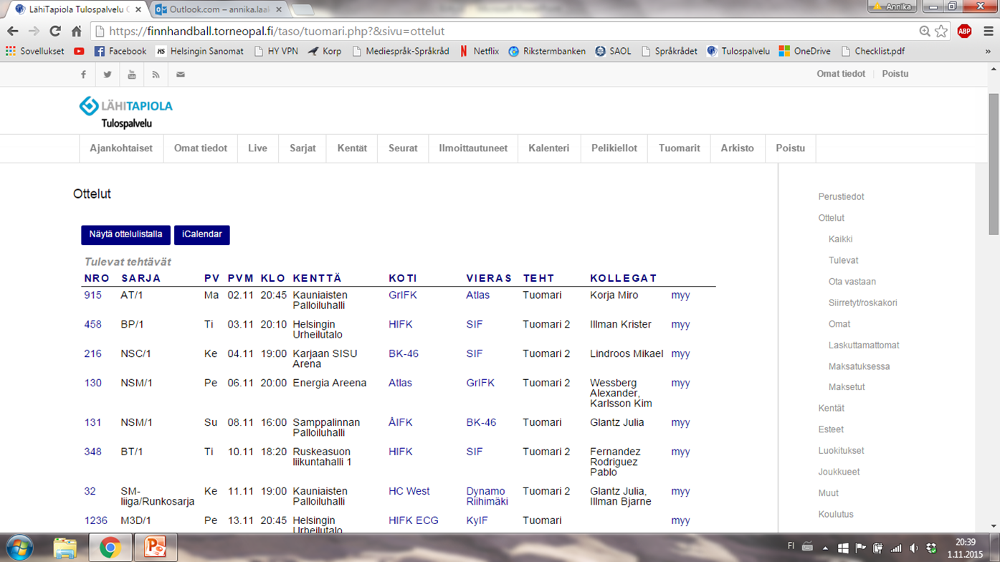 LähiTapiola Tulospalvelu
Outlook.com – annika.laa
Annika
https://finnhandball.torneopal.fi/taso/tuomari.php?&sivu=ottelut
ABP
Sovellukset Facebook HS Helsingin Sanomat HY VPN Korp Mediespråk-Språkråd N Netflix Rikstermbanken SAOL Språkrådet Tulospalvelu OneDrive Checklist.pdf »
Omat tiedot Poistu
LÄHITAPIOLA
Tulospalvelu
Ajankohtaiset Omat tiedot Live Sarjat Kentät Seurat Ilmoittautuneet Kalenteri Pelikiellot Tuomarit Arkisto Poistu
Ottelut
Näytä ottelulistalla iCalendar
Tulevat tehtävät
NRO SARJA PV PVM KLO KENTTÄ KOTI VIERAS TEHT KOLLEGAT
915 AT/1 Ma 02.11 20:45 Kauniaisten GrIFK Atlas Tuomari Korja Miro myy
Palloiluhalli
458 BP/1 Ti 03.11 20:10 Helsingin HIFK SIF Tuomari 2 Illman Krister myy
Urheilutalo
216 NSC/1 Ke 04.11 19:00 Karjaan SISU BK-46 SIF Tuomari 2 Lindroos Mikael myy
Arena
130 NSM/1 Pe 06.11 20:00 Energia Areena Atlas GrIFK Tuomari 2 Wessberg myy
Alexander,
Karlsson Kim
131 NSM/1 Su 08.11 16:00 Samppalinnan ÅIFK BK-46 Tuomari Glantz Julia myy
Palloiluhalli
348 BT/1 Ti 10.11 18:20 Ruskeasuon HIFK SIF Tuomari 2 Fernandez myy
liikuntahalli 1 Rodriguez
Pablo
32 SM- Ke 11.11 19:00 Kauniaisten HC West Dynamo Tuomari 2 Glantz Julia, myy
liiga/Runkosarja Palloiluhalli Riihimäki Illman Bjarne
1236 M3D/1 Pe 13.11 20:45 Helsingin HIFK ECG KyIF Tuomari myy
Urheilutalo
Perustiedot
Ottelut
Kaikki
Tulevat
Ota vastaan
Siirretyt/roskakori
Omat
Laskuttamattomat
Maksatuksessa
Maksetut
Kentät
Esteet
Luokitukset
Joukkueet
Muut
Koulutus
FI
20:39
1.11.2015